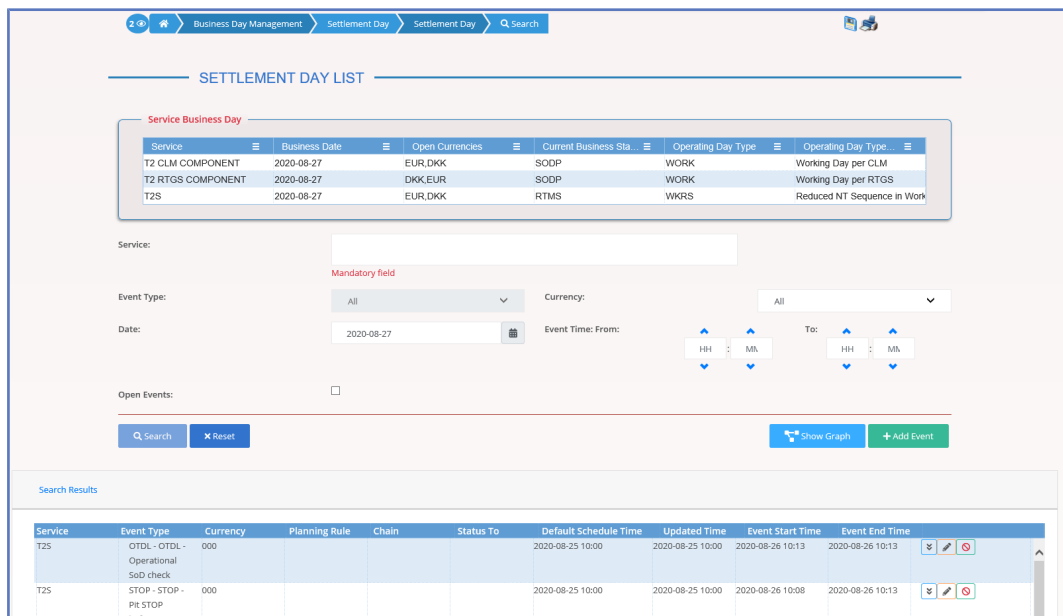 2 Business Day Management Settlement Day Settlement Day Search
SETTLEMENT DAY LIST
Service Business Day
Service Business Date Open Currencies Current Business Sta... Operating Day Type Operating Day Type...
T2 CLM COMPONENT 2020-08-27 EUR,DKK SODP WORK Working Day per CLM
T2 RTGS COMPONENT 2020-08-27 DKK,EUR SODP WORK Working Day per RTGS
T2S 2020-08-27 EUR,DKK RTMS WKRS Reduced NT Sequence in Work
Service:
Mandatory field
Event Type: All Currency: All
Date: 2020-08-27 Event Time: From: HH : MM To: HH : MM
Open Events:
Search Reset Show Graph Add Event
Search Results
Service Event Type Currency Planning Rule Chain Status To Default Schedule Time Updated Time Event Start Time Event End Time
T2S OTDL - OTDL - 000 2020-08-25 10:00 2020-08-25 10:00 2020-08-26 10:13 2020-08-26 10:13
Operational
SoD check
T2S STOP - STOP - 000 2020-08-25 10:00 2020-08-25 10:00 2020-08-26 10:08 2020-08-26 10:13
Pit STOP